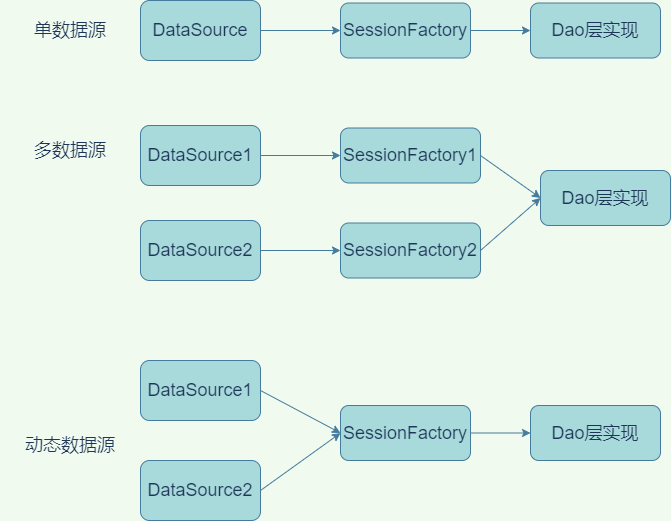 单数据源
DataSource
SessionFactory
Dao层实现
多数据源
DataSource1
SessionFactory1
Dao层实现
DataSource2
SessionFactory2
动态数据源
DataSource1
SessionFactory
Dao层实现
DataSource2